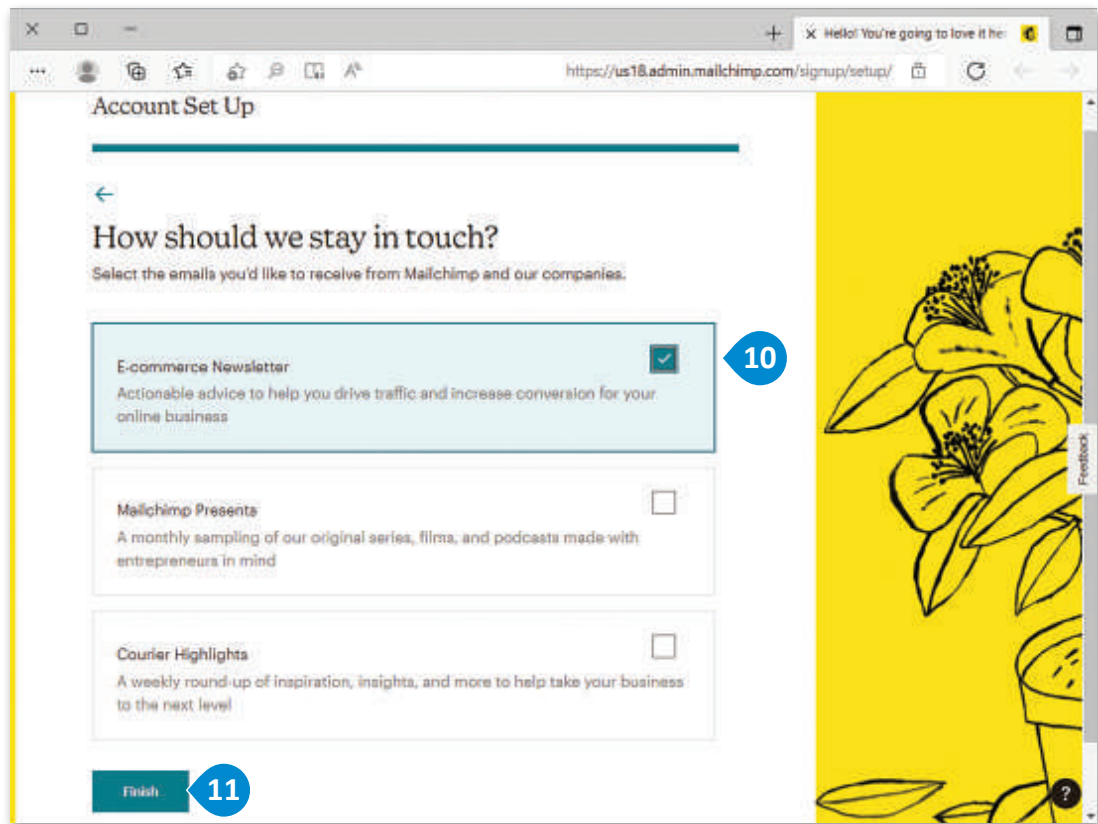 Hello! You're going to love it he
https://us18.admin.mailchimp.com/signup/setup/
Account Set Up
How should we stay in touch?
Select the emails you'd like to receive from Mailchimp and our companies.
E-commerce Newsletter
Actionable advice to help you drive traffic and increase conversion for your
online business
10
Mailchimp Presents
A monthly sampling of our original series, films, and podcasts made with
entrepreneurs in mind
Courier Highlights
A weekly round-up of inspiration, insights, and more to help take your business
to the next level
Finish
11
Feedback
?